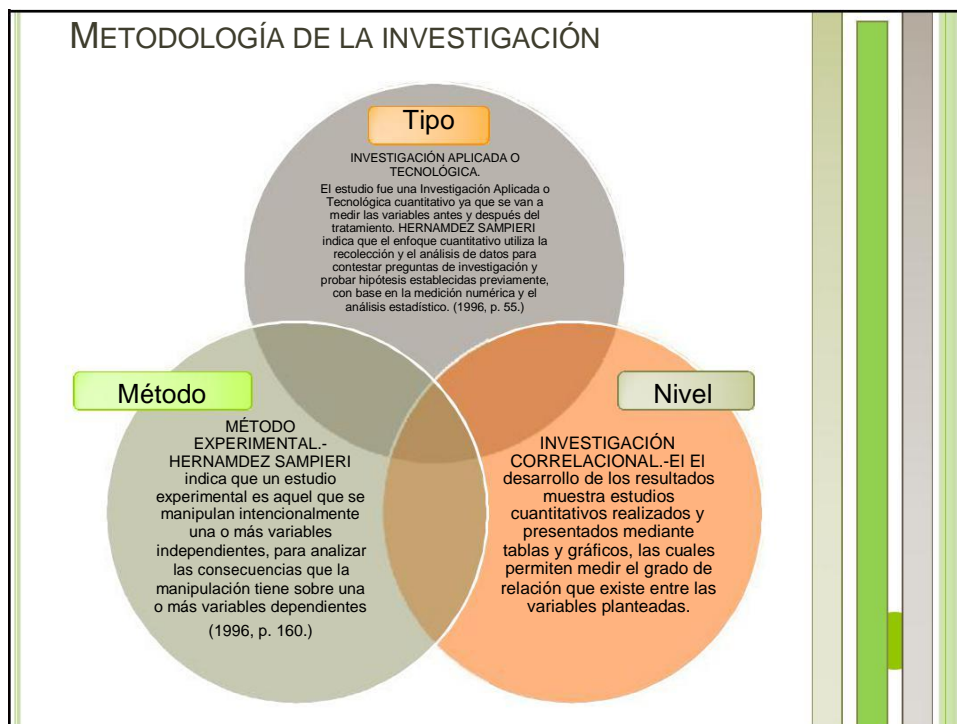 METODOLOGÍA DE LA INVESTIGACIÓN
Tipo
INVESTIGACIÓN APLICADA O
TECNOLÓGICA.
El estudio fue una Investigación Aplicada o
Tecnológica cuantitativo ya que se van a
medir las variables antes y después del
tratamiento. HERNAMDEZ SAMPIERI
indica que el enfoque cuantitativo utiliza la
recolección y el análisis de datos para
contestar preguntas de investigación y
probar hipótesis establecidas previamente,
con base en la medición numérica y el
análisis estadístico. (1996, p. 55.)
Método
MÉTODO
EXPERIMENTAL.-
HERNAMDEZ SAMPIERI
indica que un estudio
experimental es aquel que se
manipulan intencionalmente
una o más variables
independientes, para analizar
las consecuencias que la
manipulación tiene sobre una
o más variables dependientes
(1996, p. 160.)
Nivel
INVESTIGACIÓN
CORRELACIONAL.-El El
desarrollo de los resultados
muestra estudios
cuantitativos realizados y
presentados mediante
tablas y gráficos, las cuales
permiten medir el grado de
relación que existe entre las
variables planteadas.